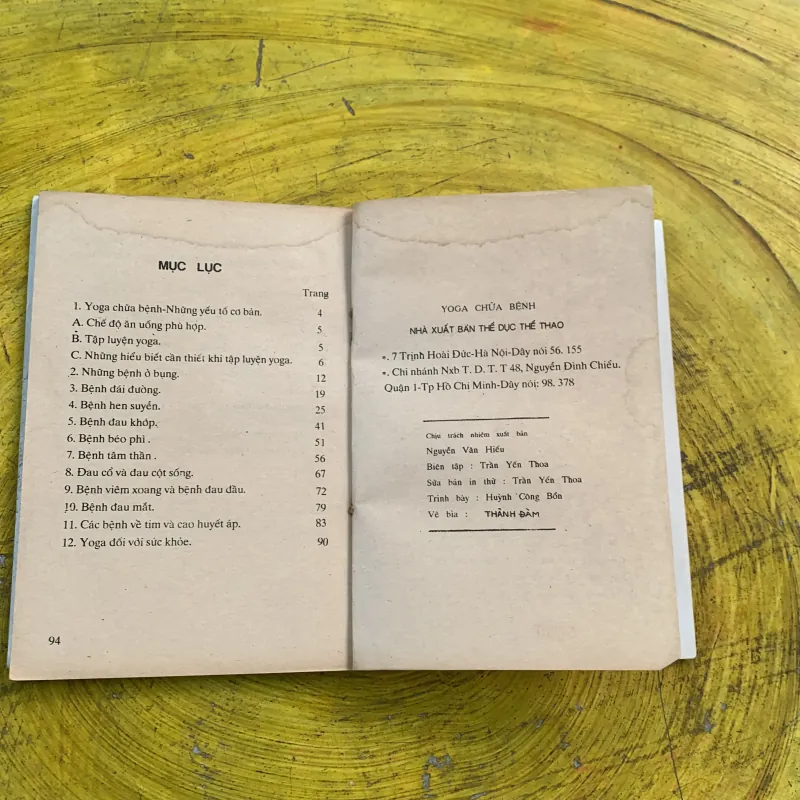 MỤC LỤC
Trang
1. Yoga chữa bệnh-Những yếu tố cơ bản. 4
A. Chế độ ăn uống phù hợp. 5
B. Tập luyện yoga. 5
C. Những hiểu biết cần thiết khi tập luyện yoga. 6
2. Những bệnh ở bụng. 12
3. Bệnh đái đường. 19
4. Bệnh hen suyễn. 25
5. Bệnh đau khớp. 41
6. Bệnh béo phì . 51
7. Bệnh tâm thần . 56
8. Đau cổ và đau cột sống. 67
9. Bệnh viêm xoang và bệnh đau đầu. 72
10. Bệnh đau mắt. 79
11. Các bệnh về tim và cao huyết áp. 83
12. Yoga đối với sức khỏe. 90
94
YOGA CHỮA BỆNH
NHÀ XUẤT BẢN THỂ DỤC THỂ THAO
*. 7 Trịnh Hoài Đức-Hà Nội-Dây nói 56. 155
*. Chi nhánh Nxb T. D. T. T 48, Nguyễn Đình Chiểu.
Quận 1-Tp Hồ Chí Minh-Dây nói: 98. 378
Chịu trách nhiệm xuất bản
Nguyễn Văn Hiếu
Biên tập : Trần Yến Thoa
Sửa bản in thử : Trần Yến Thoa
Trình bày : Huỳnh Công Bốn
Vẽ bìa : THÀNH ĐÀM